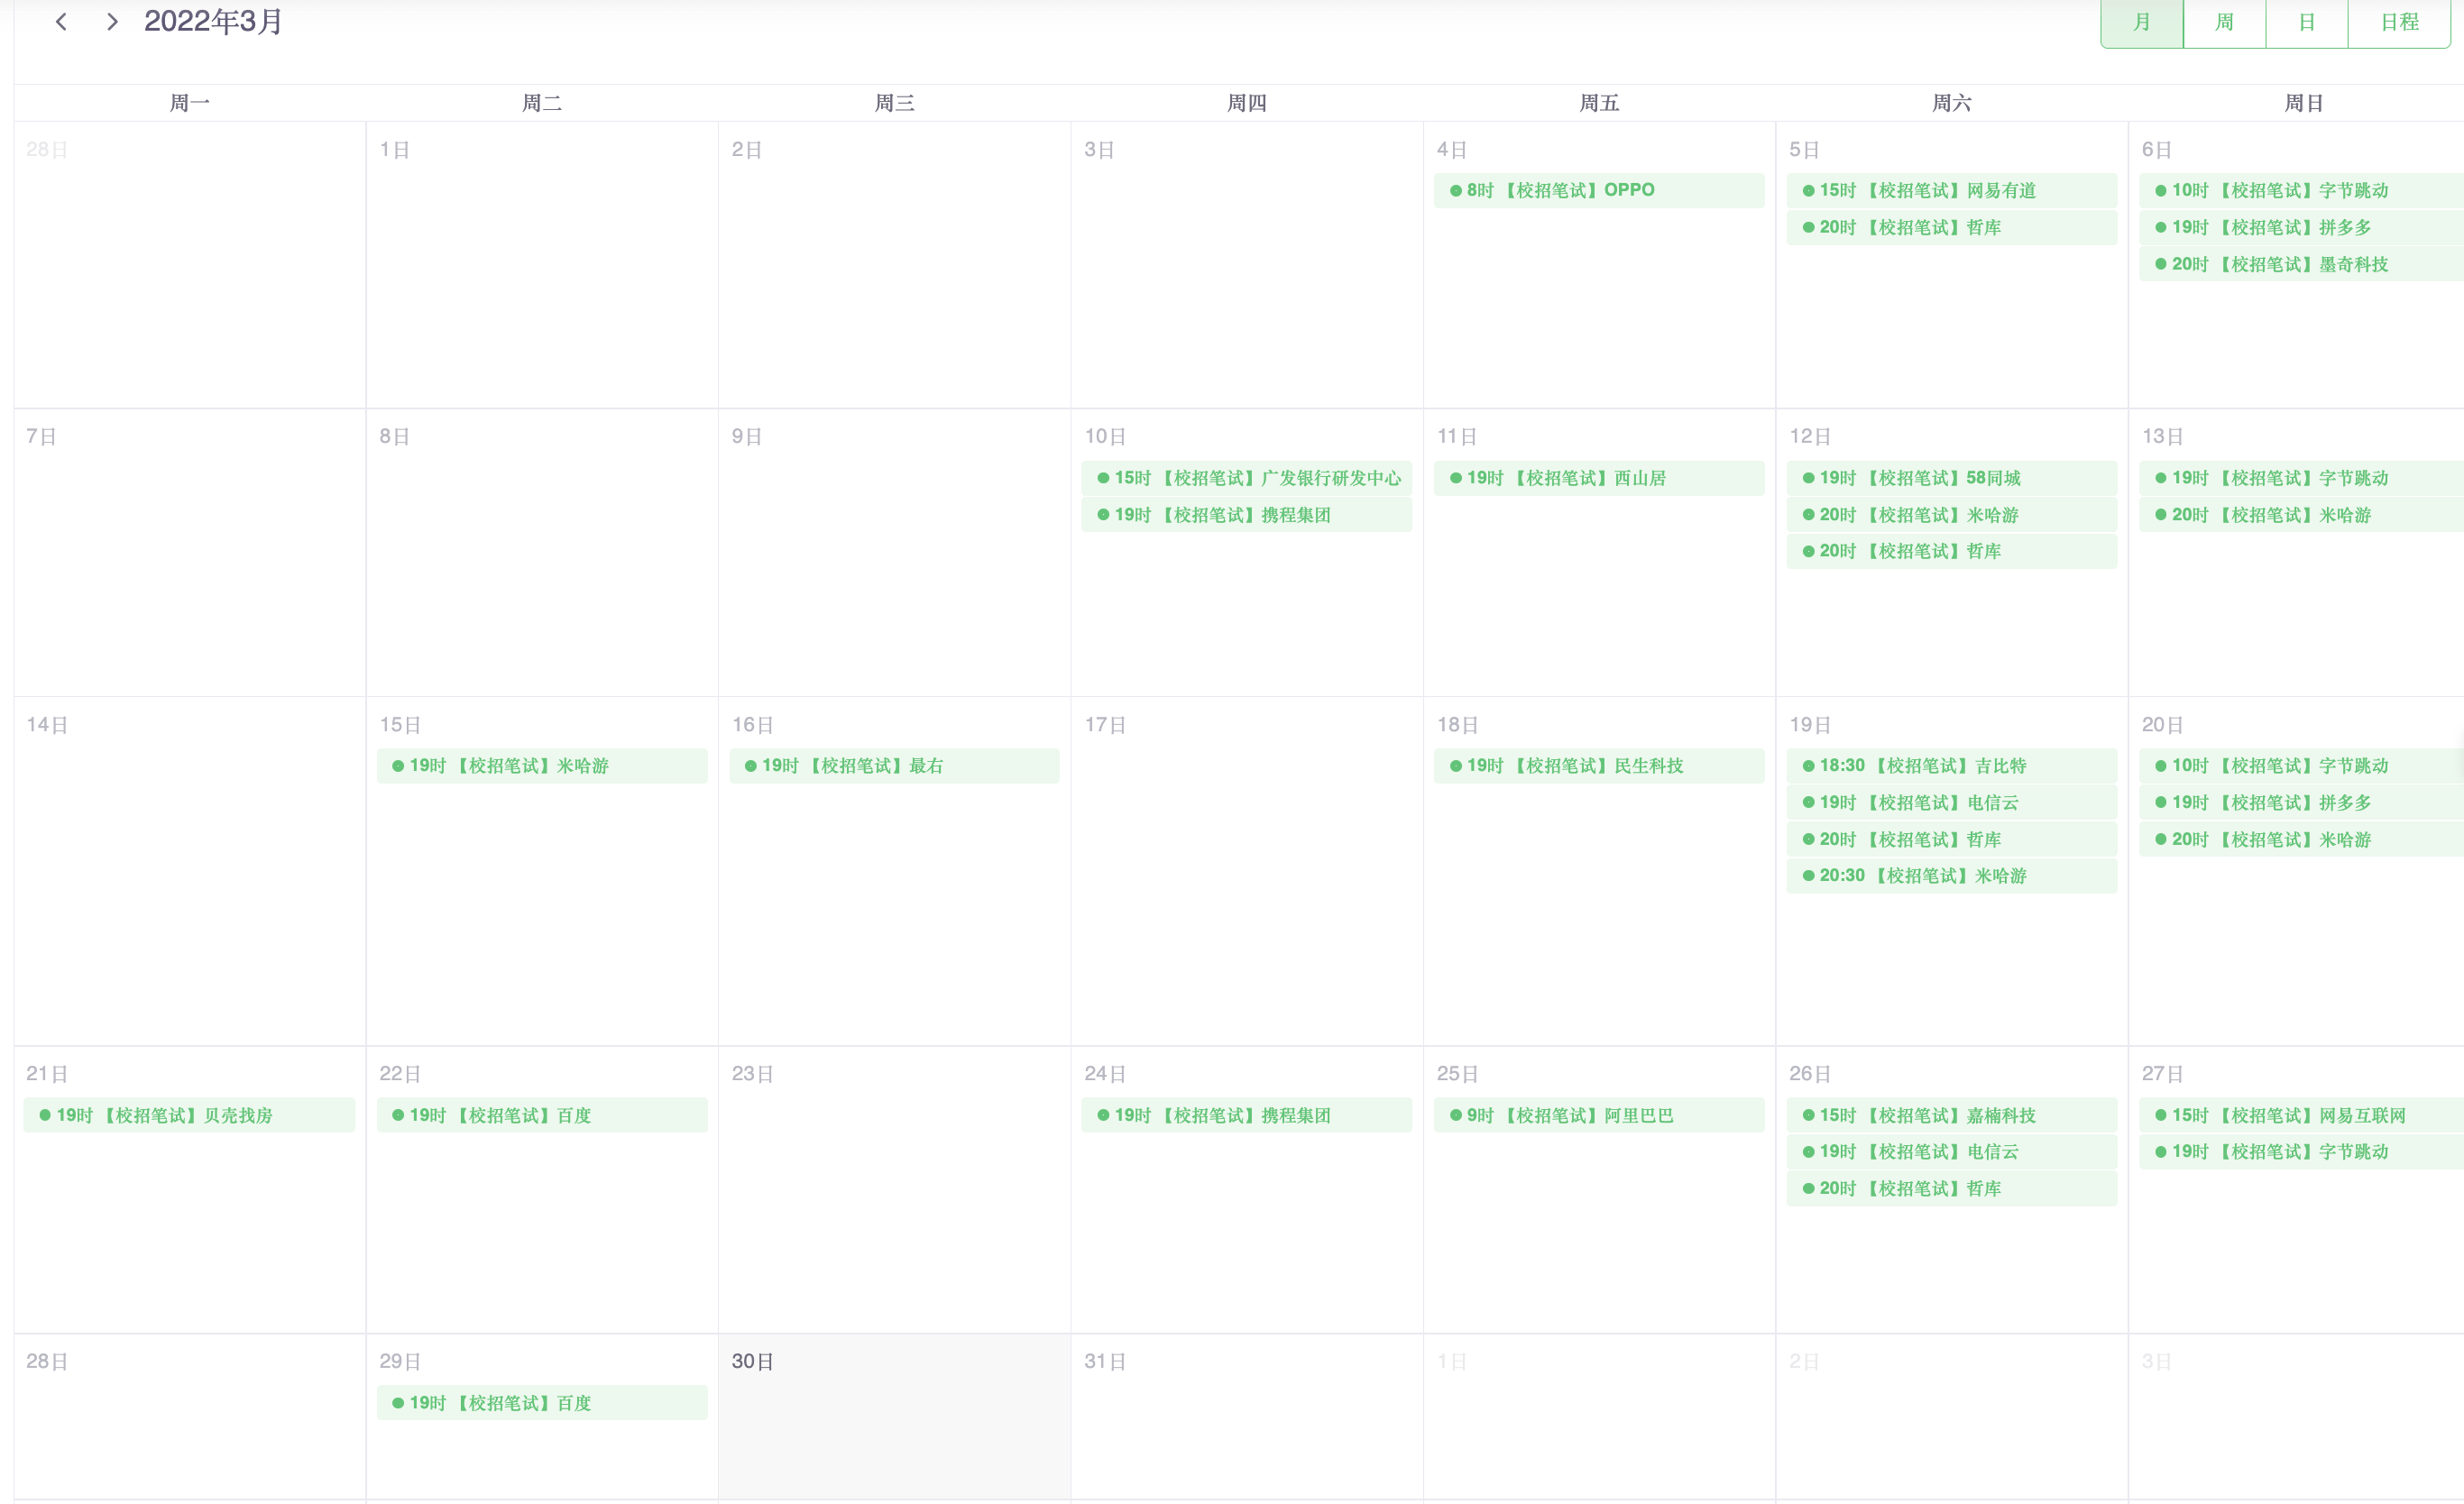 2022年3月
月 周 日 日程
周一 周二 周三 周四 周五 周六 周日
28日
1日
2日
3日
4日
8时 【校招笔试】OPPO
5日
15时 【校招笔试】网易有道
20时 【校招笔试】哲库
6日
10时 【校招笔试】字节跳动
19时 【校招笔试】拼多多
20时 【校招笔试】墨奇科技
7日
8日
9日
10日
15时 【校招笔试】广发银行研发中心
19时 【校招笔试】携程集团
11日
19时 【校招笔试】西山居
12日
19时 【校招笔试】58同城
20时 【校招笔试】米哈游
20时 【校招笔试】哲库
13日
19时 【校招笔试】字节跳动
20时 【校招笔试】米哈游
14日
15日
19时 【校招笔试】米哈游
16日
19时 【校招笔试】最右
17日
18日
19时 【校招笔试】民生科技
19日
18:30 【校招笔试】吉比特
19时 【校招笔试】电信云
20时 【校招笔试】哲库
20:30 【校招笔试】米哈游
20日
10时 【校招笔试】字节跳动
19时 【校招笔试】拼多多
20时 【校招笔试】米哈游
21日
19时 【校招笔试】贝壳找房
22日
19时 【校招笔试】百度
23日
24日
19时 【校招笔试】携程集团
25日
9时 【校招笔试】阿里巴巴
26日
15时 【校招笔试】嘉楠科技
19时 【校招笔试】电信云
20时 【校招笔试】哲库
27日
15时 【校招笔试】网易互联网
19时 【校招笔试】字节跳动
28日
29日
19时 【校招笔试】百度
30日
31日
1日
2日
3日